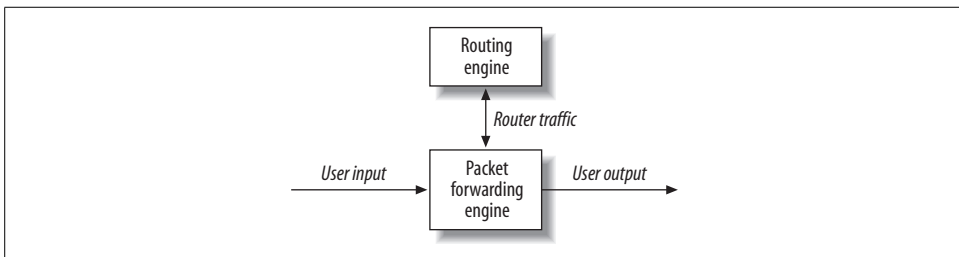 Routing
engine
Router traffic
User input
Packet
forwarding
engine
User output